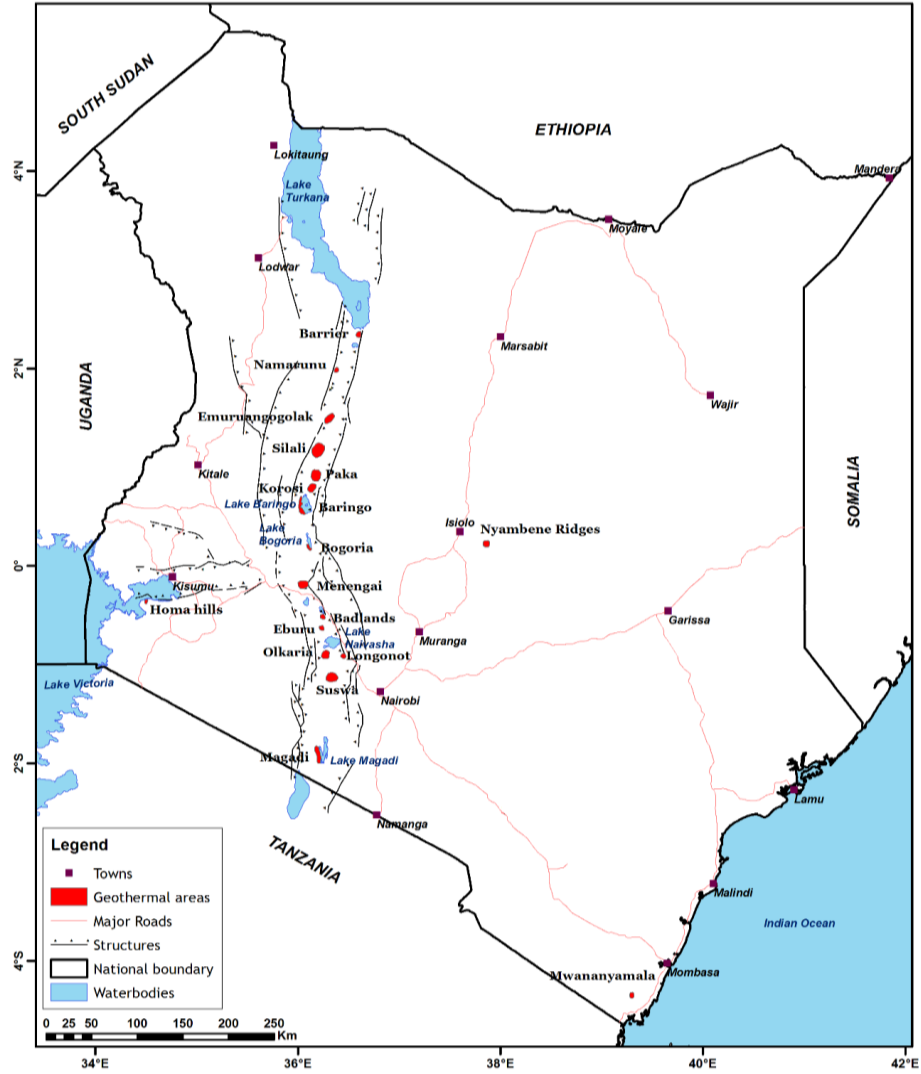 SOUTH SUDAN
ETHIOPIA
Lokitaung
Mandera
4°N
Lake
Turkana
Moyale
Lodwar
Barrier
Marsabit
Namarunu
2°N
UGANDA
Wajir
Emuruangogolak
Silali
Kitale
Paka
Korosi
SOMALIA
Lake Baringo
Baringo
Isiolo
Nyambene Ridges
Lake
Bogoria
Bogoria
0°
Kisumu
Menengai
Homa hills
Badlands
Garissa
Eburu
Lake
Naivasha
Muranga
Olkaria
Longonot
Lake Victoria
Suswa
Nairobi
2°S
Magadi
Lake Magadi
Lamu
Namanga
TANZANIA
Legend
Towns
Geothermal areas
Major Roads
Structures
National boundary
Waterbodies
0 25 50 100 150 200 250
Km
Malindi
Indian Ocean
4°S
Mwananyamala
Mombasa
34°E 36°E 38°E 40°E 42°E